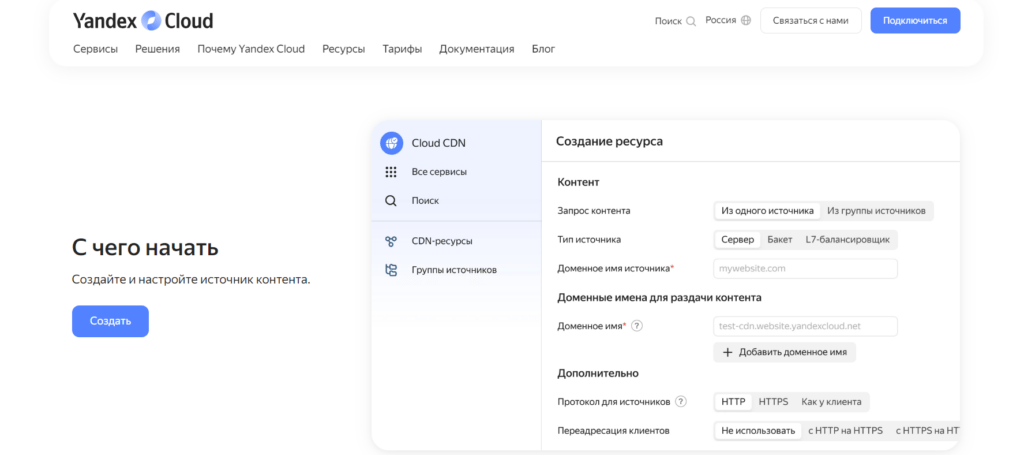 Yandex Cloud
Поиск
Россия
Связаться с нами
Подключиться
Сервисы Решения Почему Yandex Cloud Ресурсы Тарифы Документация Блог
С чего начать
Создайте и настройте источник контента.
Создать
Cloud CDN
Все сервисы
Поиск
CDN-ресурсы
Группы источников
Создание ресурса
Контент
Запрос контента Из одного источника Из группы источников
Тип источника Сервер Бакет L7-балансировщик
Доменное имя источника* mywebsite.com
Доменные имена для раздачи контента
Доменное имя* ? test-cdn.website.yandexcloud.net
+ Добавить доменное имя
Дополнительно
Протокол для источников ? HTTP HTTPS Как у клиента
Переадресация клиентов Не использовать с HTTP на HTTPS с HTTPS на HT